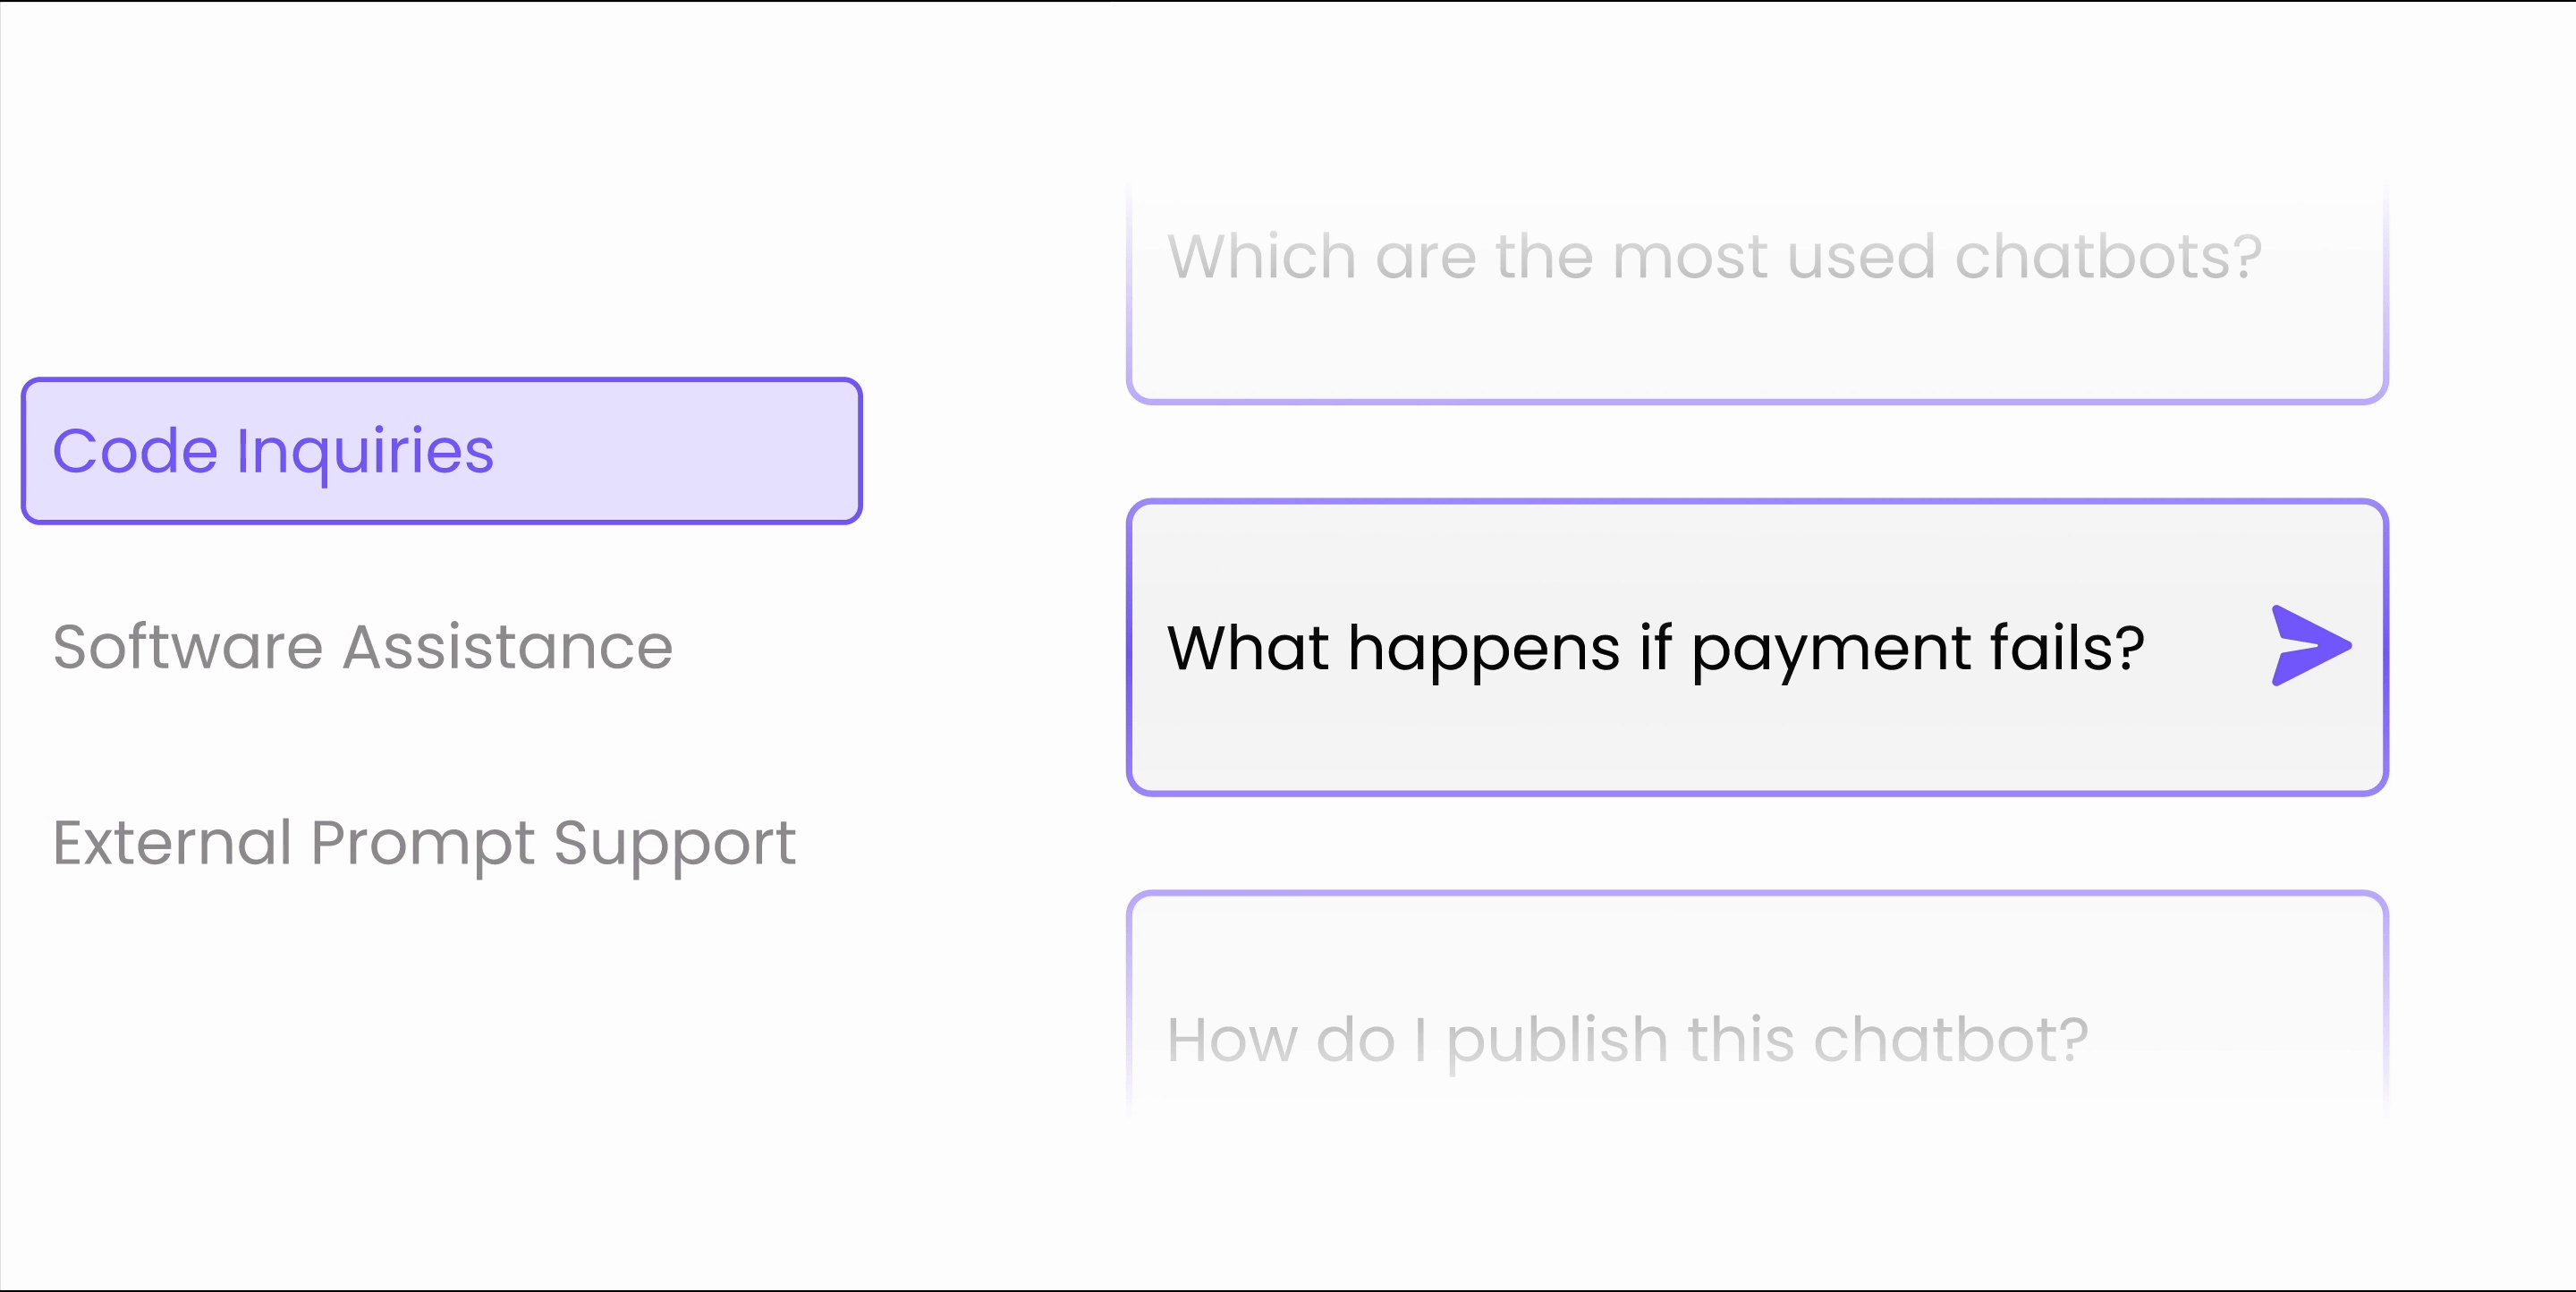 Code Inquiries
Software Assistance
External Prompt Support
Which are the most used chatbots?
What happens if payment fails?
How do I publish this chatbot?